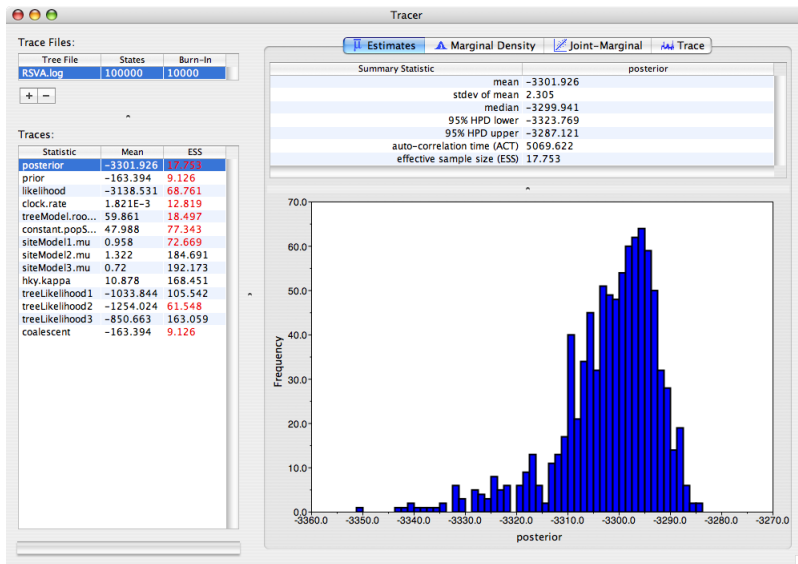 Tracer
Trace Files:
Tree File States Burn-In
RSVA.log 100000 10000
+ −
Traces:
Statistic Mean ESS
posterior -3301.926 17.753
prior -163.394 9.126
likelihood -3138.531 68.761
clock.rate 1.821E-3 12.819
treeModel.roo... 59.861 18.497
constant.popS... 47.988 77.343
siteModel1.mu 0.958 72.669
siteModel2.mu 1.322 184.691
siteModel3.mu 0.72 192.173
hky.kappa 10.878 168.451
treeLikelihood1 -1033.844 105.542
treeLikelihood2 -1254.024 61.548
treeLikelihood3 -850.663 163.059
coalescent -163.394 9.126
Estimates Marginal Density Joint-Marginal Trace
Summary Statistic posterior
mean -3301.926
stdev of mean 2.305
median -3299.941
95% HPD lower -3323.769
95% HPD upper -3287.121
auto-correlation time (ACT) 5069.622
effective sample size (ESS) 17.753
70.0
60.0
50.0
40.0
30.0
20.0
10.0
0.0
Frequency
-3360.0 -3350.0 -3340.0 -3330.0 -3320.0 -3310.0 -3300.0 -3290.0 -3280.0 -3270.0
posterior